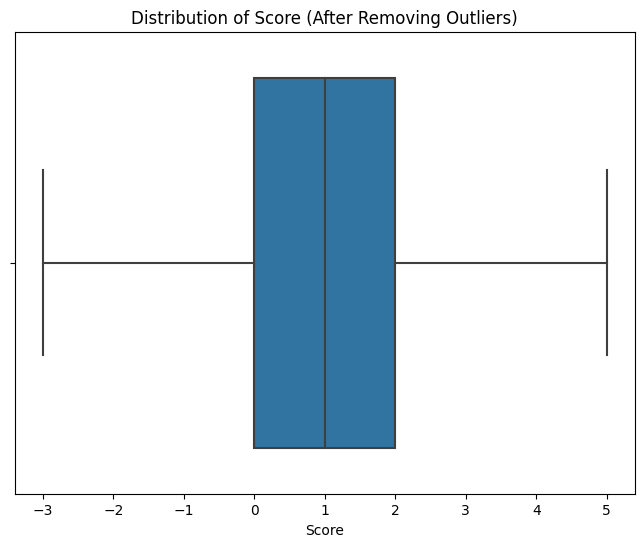 Distribution of Score (After Removing Outliers)
−3 −2 −1 0 1 2 3 4 5
Score